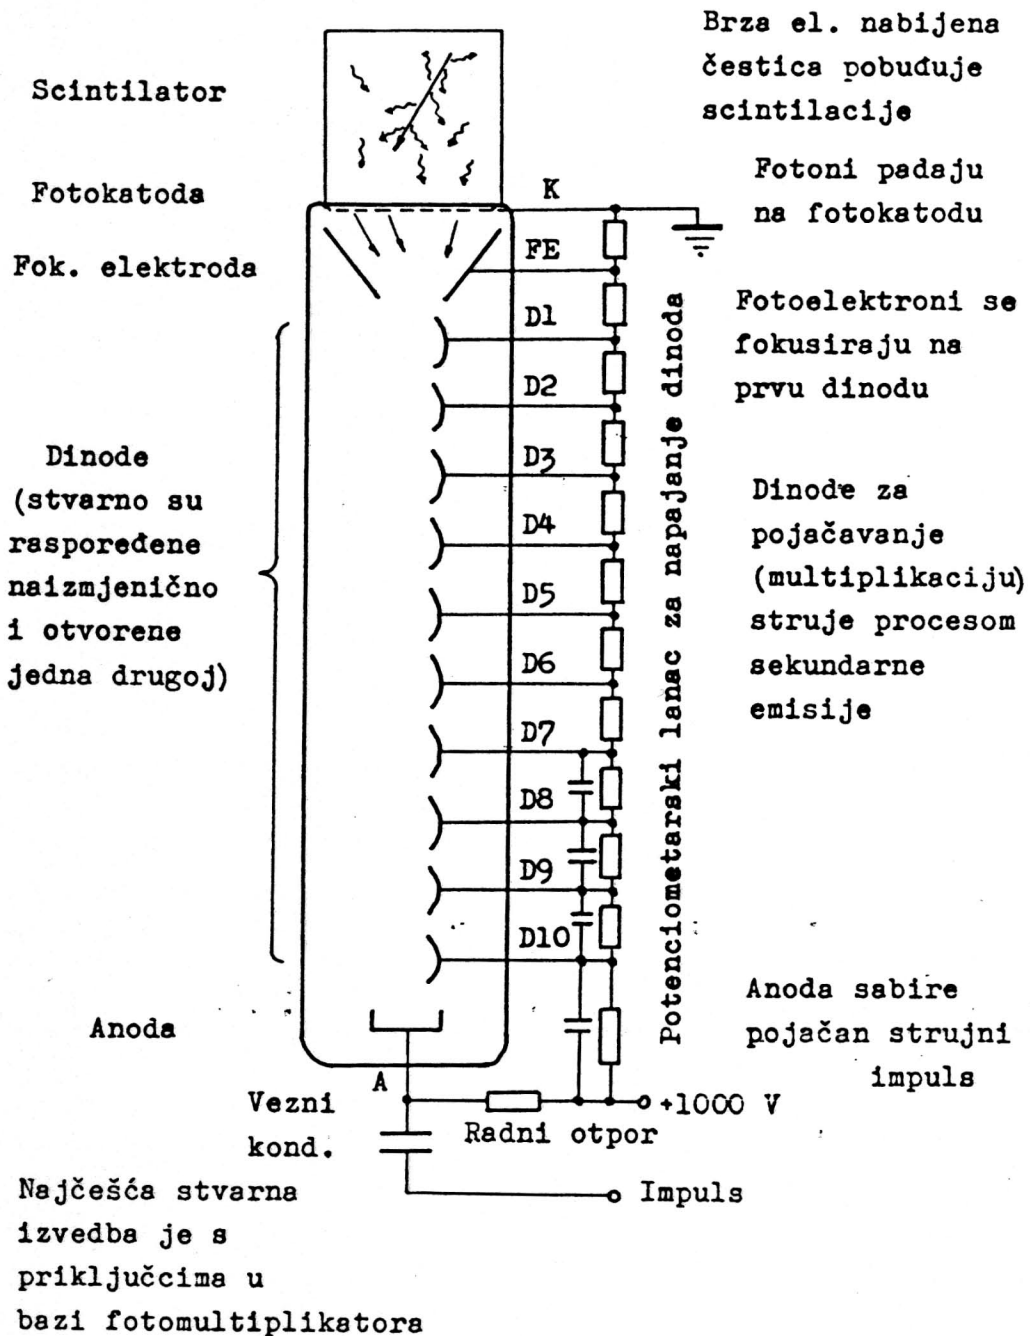 Scintilator
Brza el. nabijena
čestica pobuđuje
scintilacije
Fotokatoda
K
Fotoni padaju
na fotokatodu
Fok. elektroda
FE
Fotoelektroni se
fokusiraju na
prvu dinodu
D1
D2
D3
D4
D5
D6
D7
D8
D9
D10
Potenciometarski lanac za napajanje dinoda
Dinode
(stvarno su
raspoređene
naizmjenično
i otvorene
jedna drugoj)
Dinode za
pojačavanje
(multiplikaciju)
struje procesom
sekundarne
emisije
Anoda
Anoda sabire
pojačan strujni
impuls
A
Vezni
kond.
Radni otpor
+1000 V
Impuls
Najčešća stvarna
izvedba je s
priključcima u
bazi fotomultiplikatora